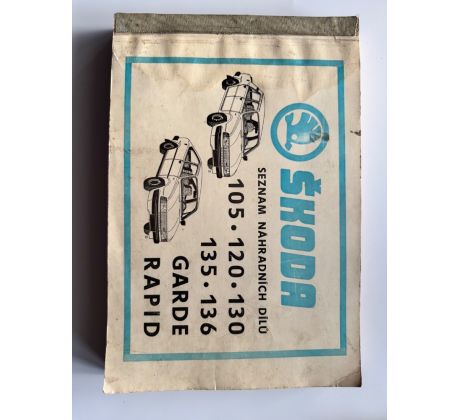 ŠKODA
SEZNAM NÁHRADNÍCH DÍLŮ
105 • 120 • 130
135 • 136
GARDE
RAPID